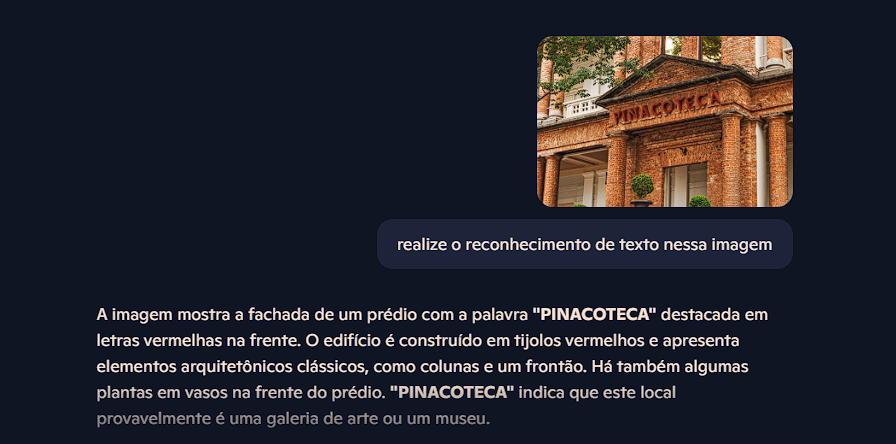 PINACOTECA
realize o reconhecimento de texto nessa imagem
A imagem mostra a fachada de um prédio com a palavra "PINACOTECA" destacada em
letras vermelhas na frente. O edifício é construído em tijolos vermelhos e apresenta
elementos arquitetônicos clássicos, como colunas e um frontão. Há também algumas
plantas em vasos na frente do prédio. "PINACOTECA" indica que este local
provavelmente é uma galeria de arte ou um museu.